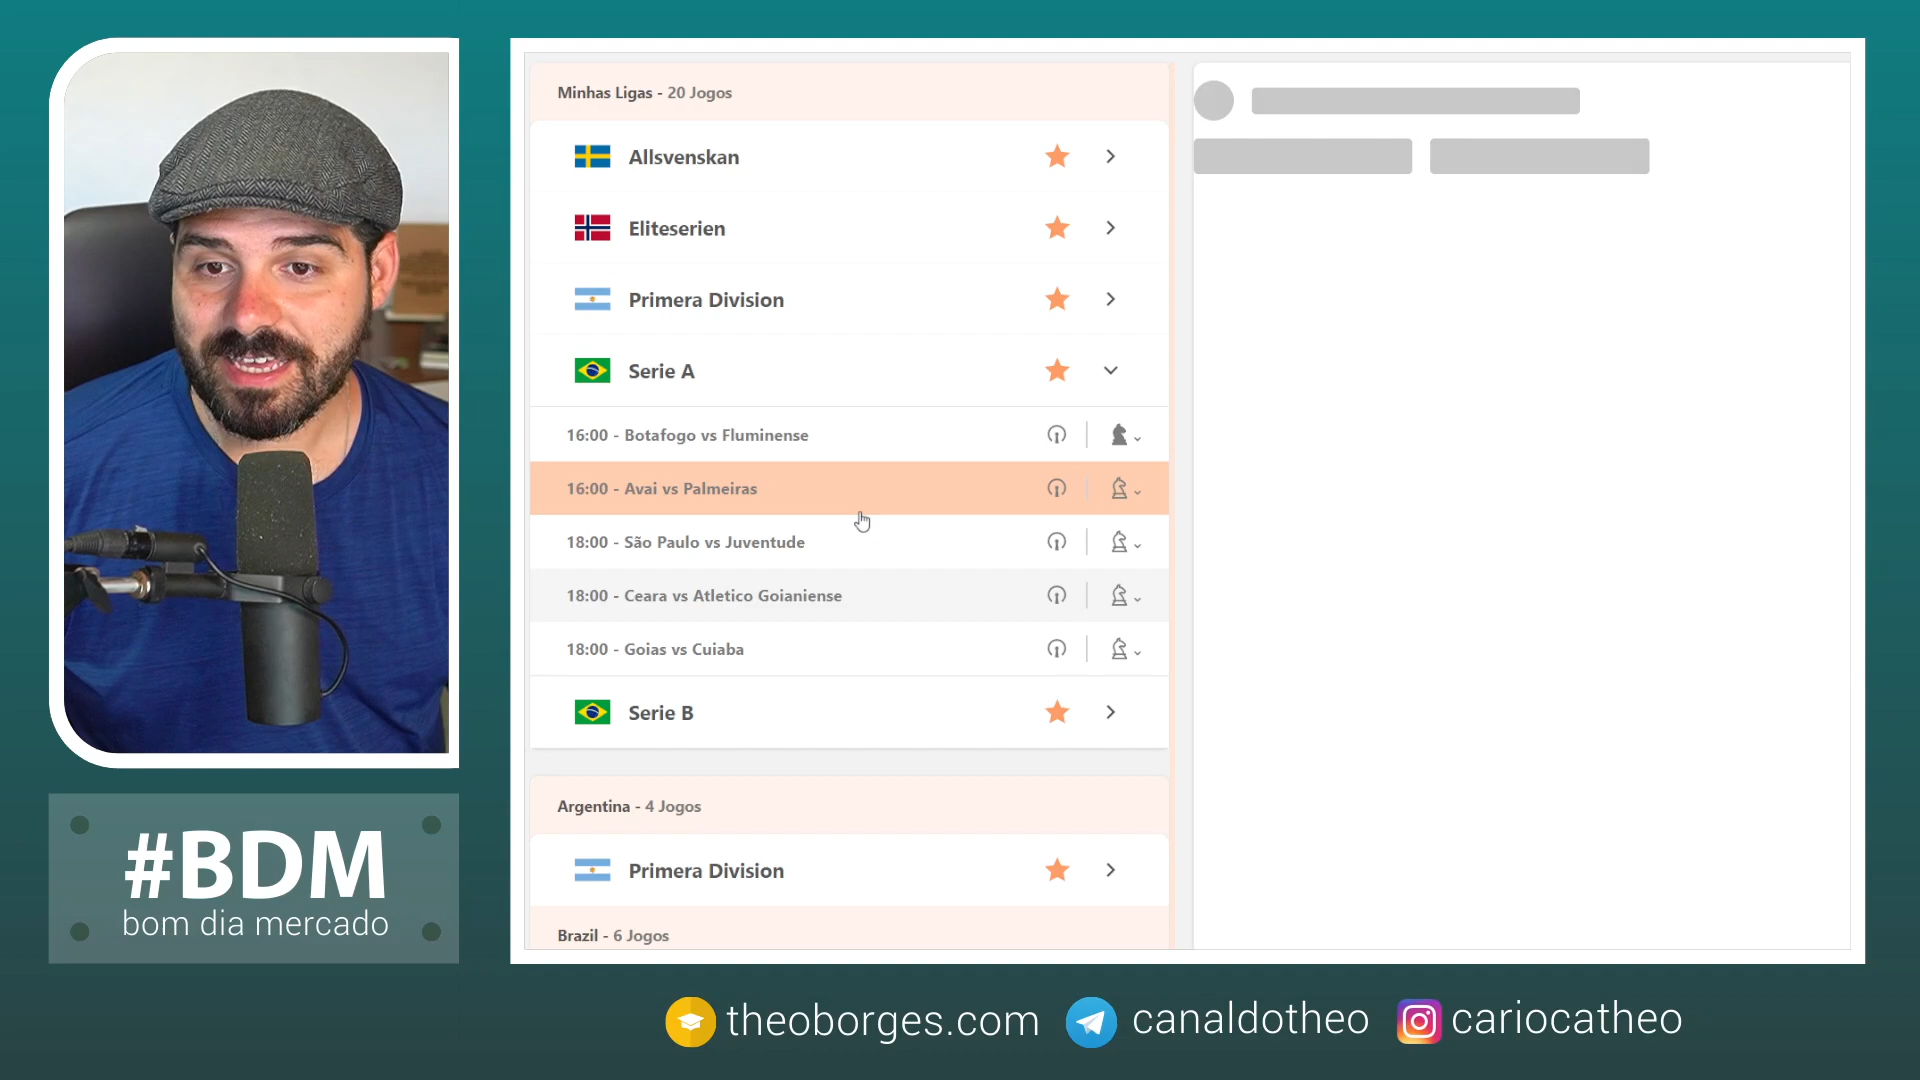 Minhas Ligas - 20 Jogos
Allsvenskan
Eliteserien
Primera Division
Serie A
16:00 - Botafogo vs Fluminense
16:00 - Avai vs Palmeiras
18:00 - São Paulo vs Juventude
18:00 - Ceara vs Atletico Goianiense
18:00 - Goias vs Cuiaba
Serie B
Argentina - 4 Jogos
Primera Division
Brazil - 6 Jogos
#BDM
bom dia mercado
theoborges.com canaldotheo cariocatheo